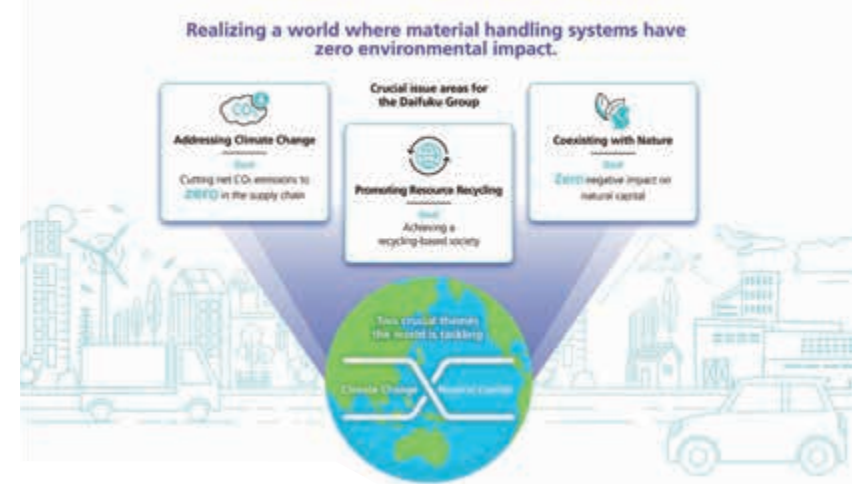 Realizing a world where material handling systems have
zero environmental impact.
Crucial issue areas for
the Daifuku Group
CO₂
Addressing Climate Change
Goal
Cutting net CO₂ emissions to
zero in the supply chain
Promoting Resource Recycling
Goal
Achieving a
recycling-based society
Coexisting with Nature
Goal
Zero negative impact on
natural capital
Two crucial themes
the world is tackling
Climate Change
Natural Capital